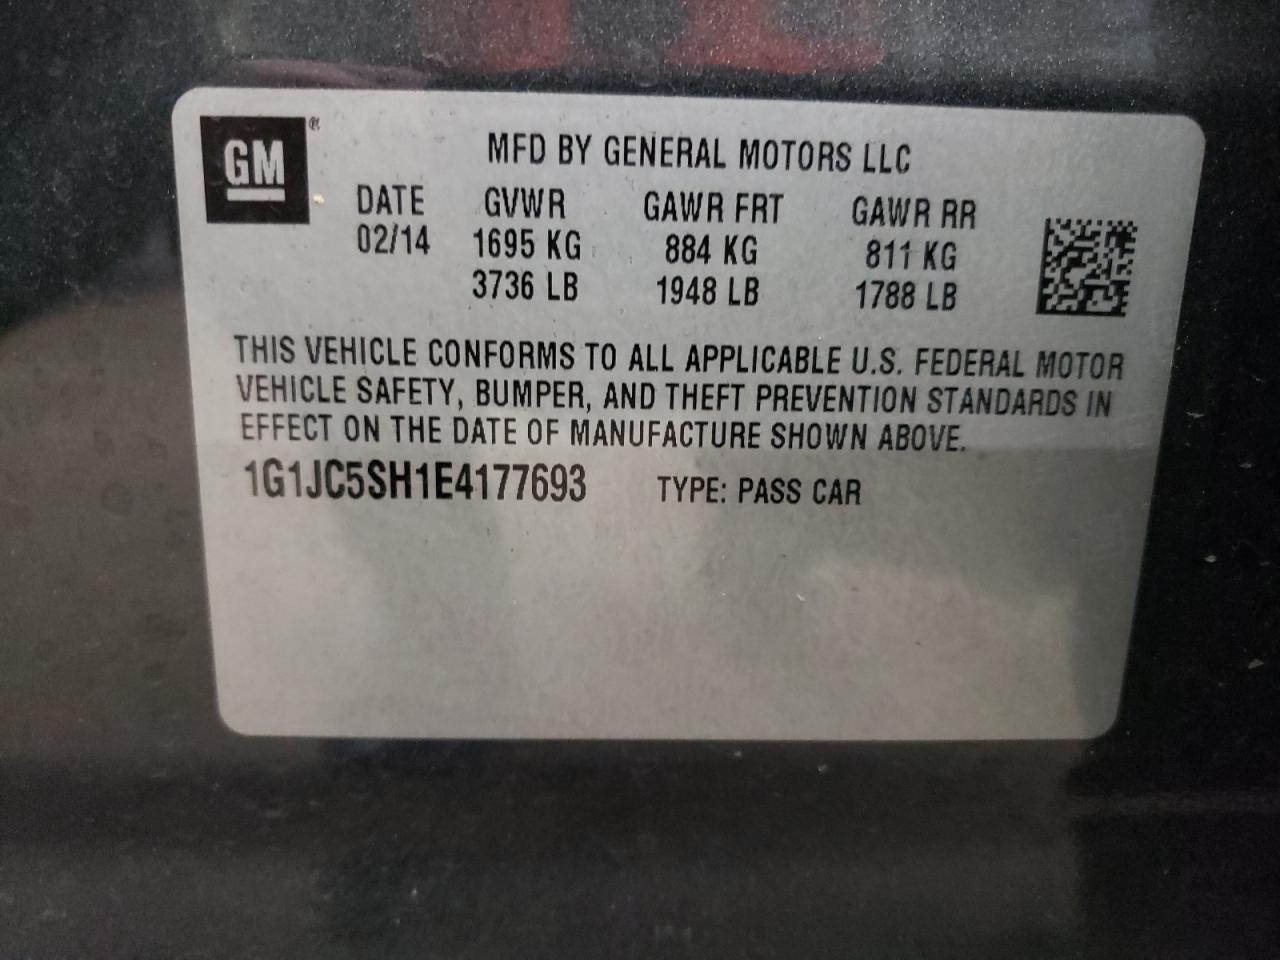 GM ®
MFD BY GENERAL MOTORS LLC
DATE GVWR GAWR FRT GAWR RR
02/14 1695 KG 884 KG 811 KG
3736 LB 1948 LB 1788 LB
THIS VEHICLE CONFORMS TO ALL APPLICABLE U.S. FEDERAL MOTOR
VEHICLE SAFETY, BUMPER, AND THEFT PREVENTION STANDARDS IN
EFFECT ON THE DATE OF MANUFACTURE SHOWN ABOVE.
1G1JC5SH1E4177693 TYPE: PASS CAR